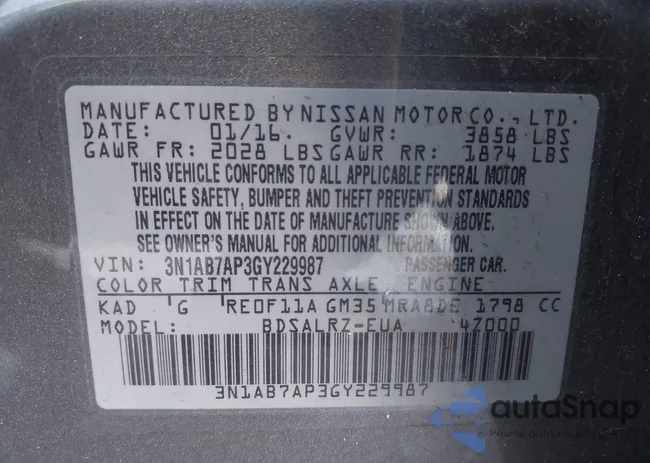 MANUFACTURED BY NISSAN MOTOR CO., LTD.
DATE: 01/16. GVWR: 3858 LBS
GAWR FR: 2028 LBS GAWR RR: 1874 LBS
THIS VEHICLE CONFORMS TO ALL APPLICABLE FEDERAL MOTOR
VEHICLE SAFETY, BUMPER AND THEFT PREVENTION STANDARDS
IN EFFECT ON THE DATE OF MANUFACTURE SHOWN ABOVE.
SEE OWNER'S MANUAL FOR ADDITIONAL INFORMATION.
VIN: 3N1AB7AP3GY229987 PASSENGER CAR.
COLOR TRIM TRANS AXLE ENGINE
KAD G RE0F11A GM35 MRA8DE 1798 CC
MODEL: BDSALRZ-EUA 4Z000
3N1AB7AP3GY229987
autoSnap